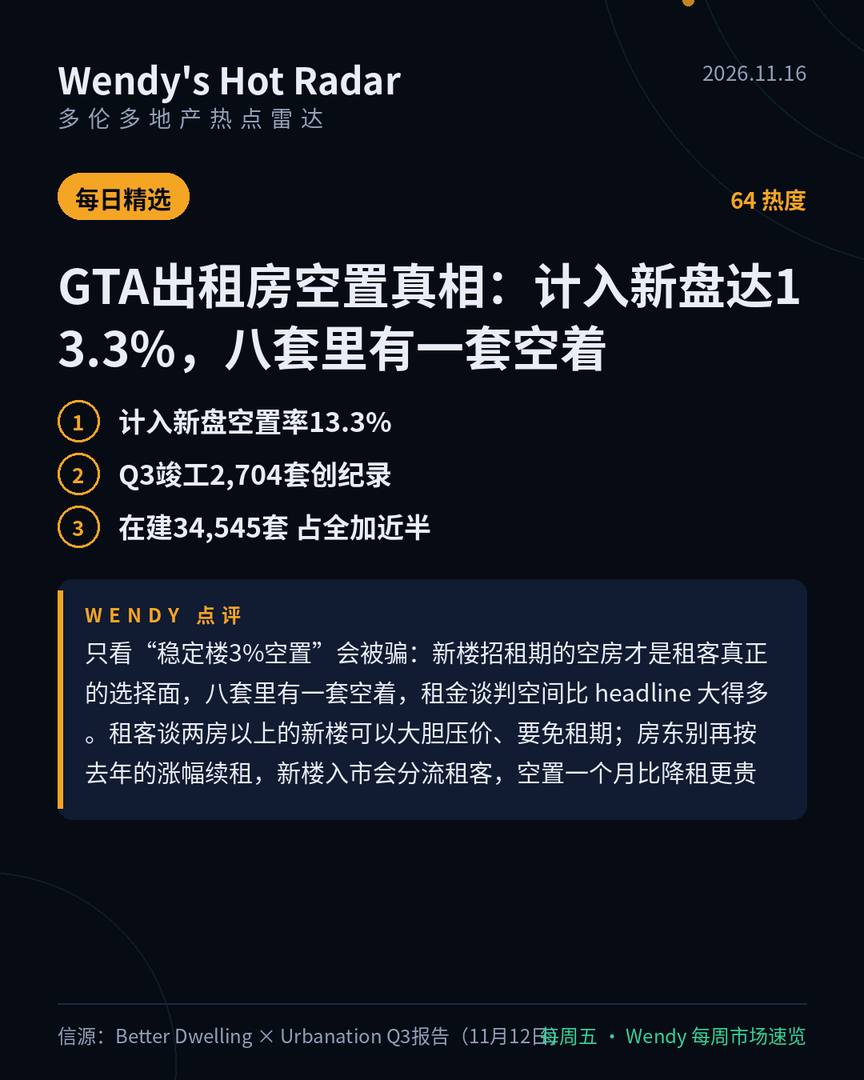 Wendy's Hot Radar
2026.11.16
多伦多地产热点雷达
每日精选
64 热度
GTA出租房空置真相：计入新盘达1
3.3%，八套里有一套空着
1 计入新盘空置率13.3%
2 Q3竣工2,704套创纪录
3 在建34,545套 占全加近半
WENDY 点评
只看“稳定楼3%空置”会被骗：新楼招租期的空房才是租客真正
的选择面，八套里有一套空着，租金谈判空间比 headline 大得多
。租客谈两房以上的新楼可以大胆压价、要免租期；房东别再按
去年的涨幅续租，新楼入市会分流租客，空置一个月比降租更贵
信源：Better Dwelling × Urbanation Q3报告（11月12日
每周五 · Wendy 每周市场速览